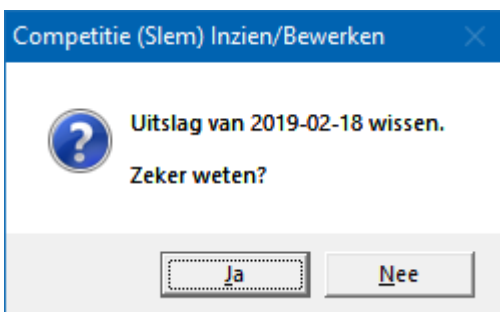 Competitie (Slem) Inzien/Bewerken
Uitslag van 2019-02-18 wissen.
Zeker weten?
Ja
Nee